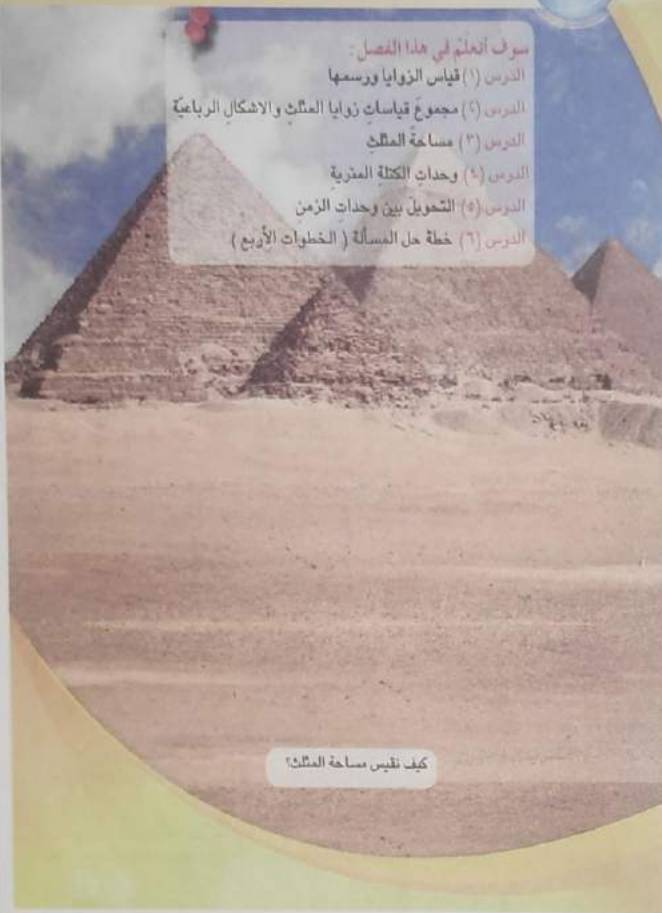 سوف أتعلم في هذا الفصل:
الدرس (١) قياس الزوايا ورسمها
الدرس (٢) مجموعَ قياساتِ زوايا المثلثِ والاشكالِ الرباعيّةِ
الدرس (٣) مساحةَ المثلثِ
الدرس (٤) وحداتِ الكتلةِ المتريةِ
الدرس (٥) التحويلَ بين وحداتِ الزمنِ
الدرس (٦) خطة حل المسألة ( الخطوات الأربع )
كيف نقيس مساحة المثلث؟